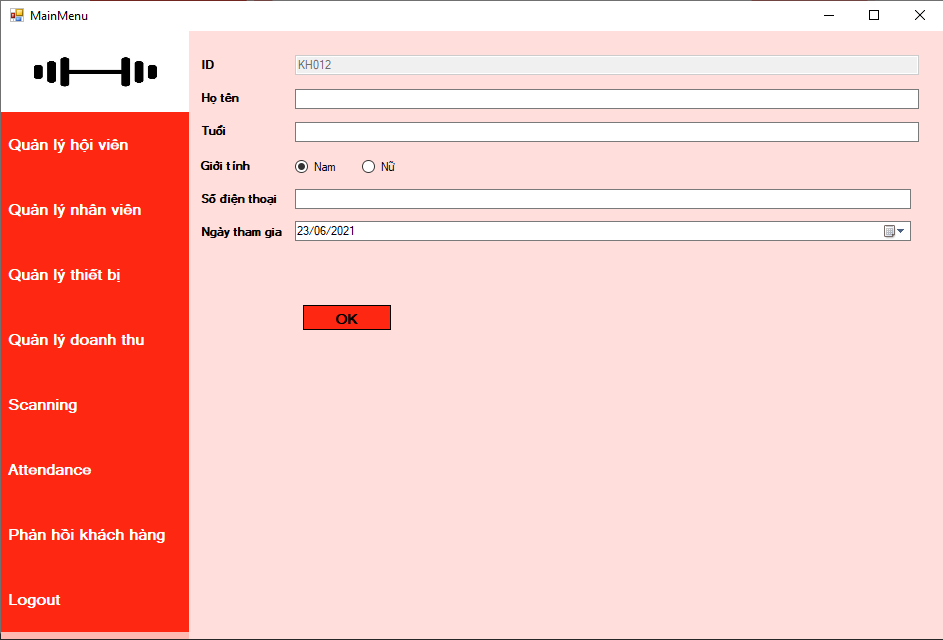 MainMenu
Quản lý hội viên
Quản lý nhân viên
Quản lý thiết bị
Quản lý doanh thu
Scanning
Attendance
Phản hồi khách hàng
Logout
ID KH012
Họ tên
Tuổi
Giới tính Nam Nữ
Số điện thoại
Ngày tham gia 23/06/2021
OK